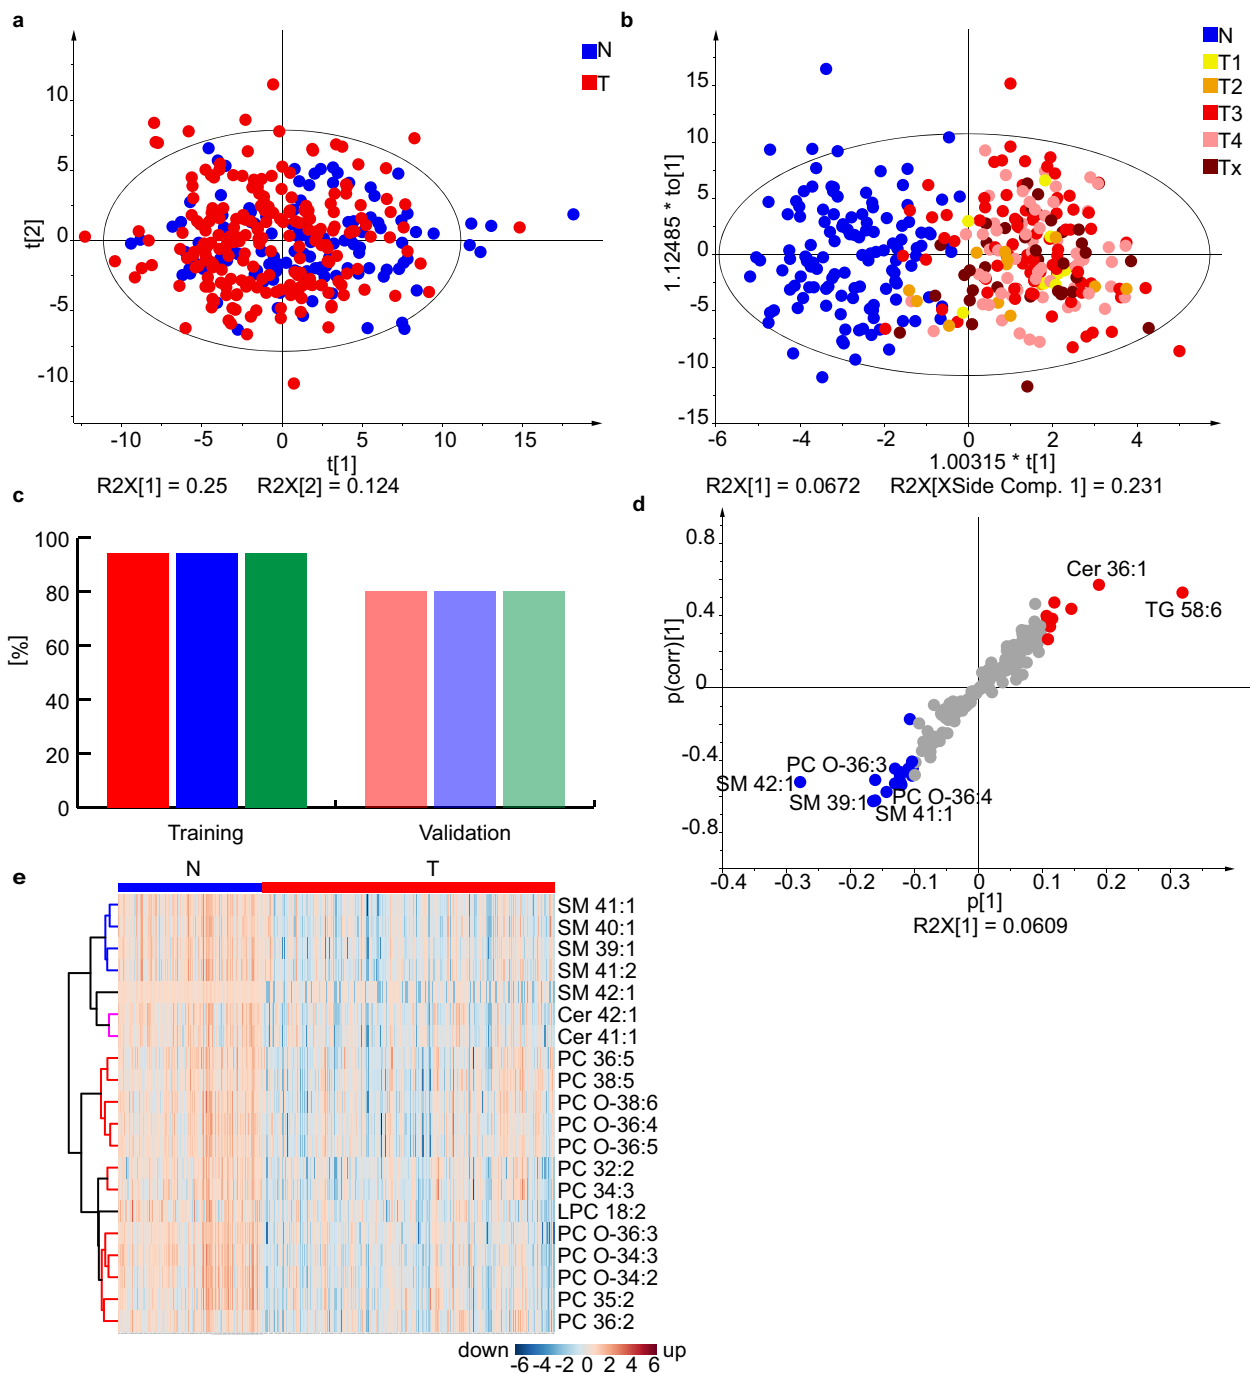 a
N
T
t[2]
10
5
0
-5
-10
-10
-5
0
5
10
15
t[1]
R2X[1] = 0.25 R2X[2] = 0.124
b
N
T1
T2
T3
T4
Tx
1.12485 * to[1]
15
10
5
0
-5
-10
-15
-6
-4
-2
0
2
4
1.00315 * t[1]
R2X[1] = 0.0672 R2X[XSide Comp. 1] = 0.231
c
[%]
100
80
60
40
20
0
Training
Validation
d
p(corr)[1]
0.8
0.4
0
-0.4
-0.8
Cer 36:1
TG 58:6
PC O-36:3
SM 42:1
PC O-36:4
SM 39:1
SM 41:1
-0.4
-0.3
-0.2
-0.1
0
0.1
0.2
0.3
p[1]
R2X[1] = 0.0609
e
N
T
SM 41:1
SM 40:1
SM 39:1
SM 41:2
SM 42:1
Cer 42:1
Cer 41:1
PC 36:5
PC 38:5
PC O-38:6
PC O-36:4
PC O-36:5
PC 32:2
PC 34:3
LPC 18:2
PC O-36:3
PC O-34:3
PC O-34:2
PC 35:2
PC 36:2
down
up
-6 -4 -2 0 2 4 6